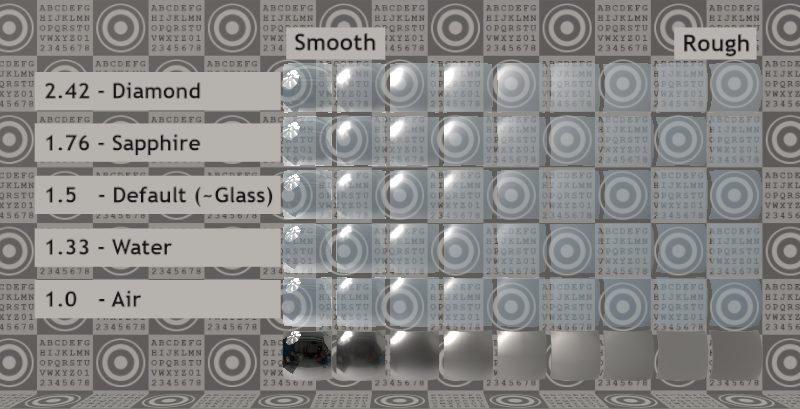 Smooth
Rough
2.42 - Diamond
1.76 - Sapphire
1.5 - Default (~Glass)
1.33 - Water
1.0 - Air
ABCDEFG
HIJKLMN
OPQRSTU
VWXYZ01
2345678